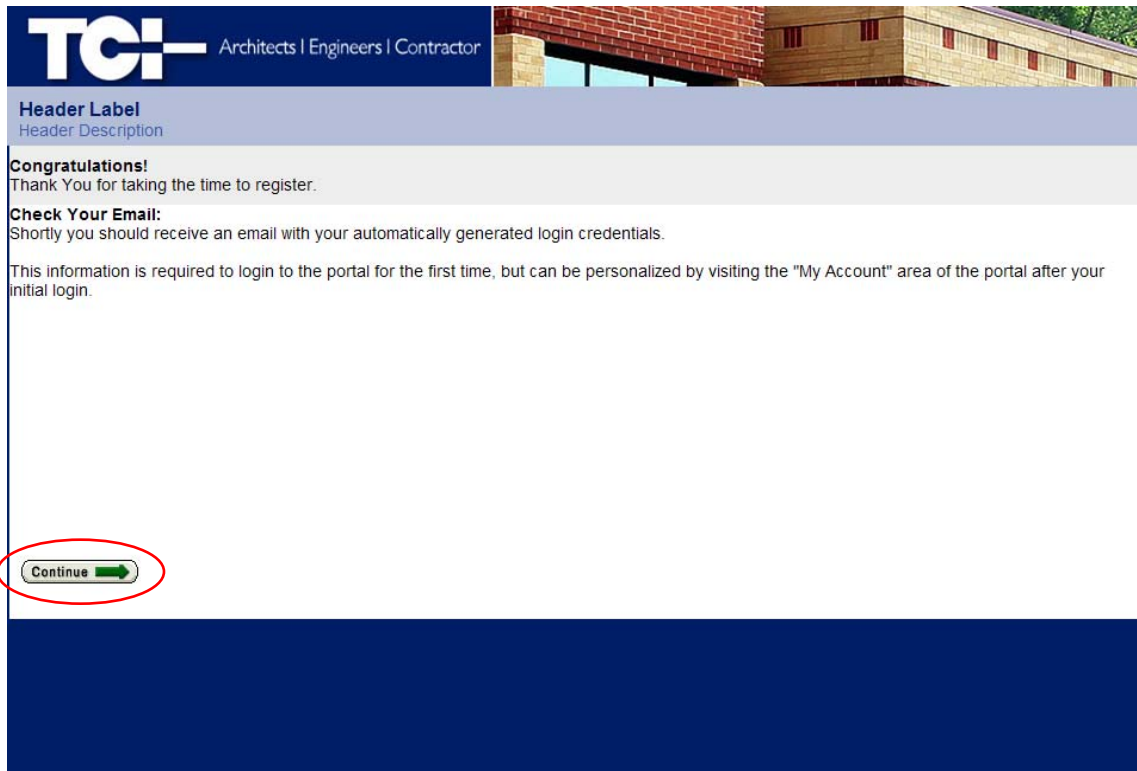 TCI
Architects | Engineers | Contractor
Header Label
Header Description
Congratulations!
Thank You for taking the time to register.
Check Your Email:
Shortly you should receive an email with your automatically generated login credentials.
This information is required to login to the portal for the first time, but can be personalized by visiting the "My Account" area of the portal after your
initial login.
Continue